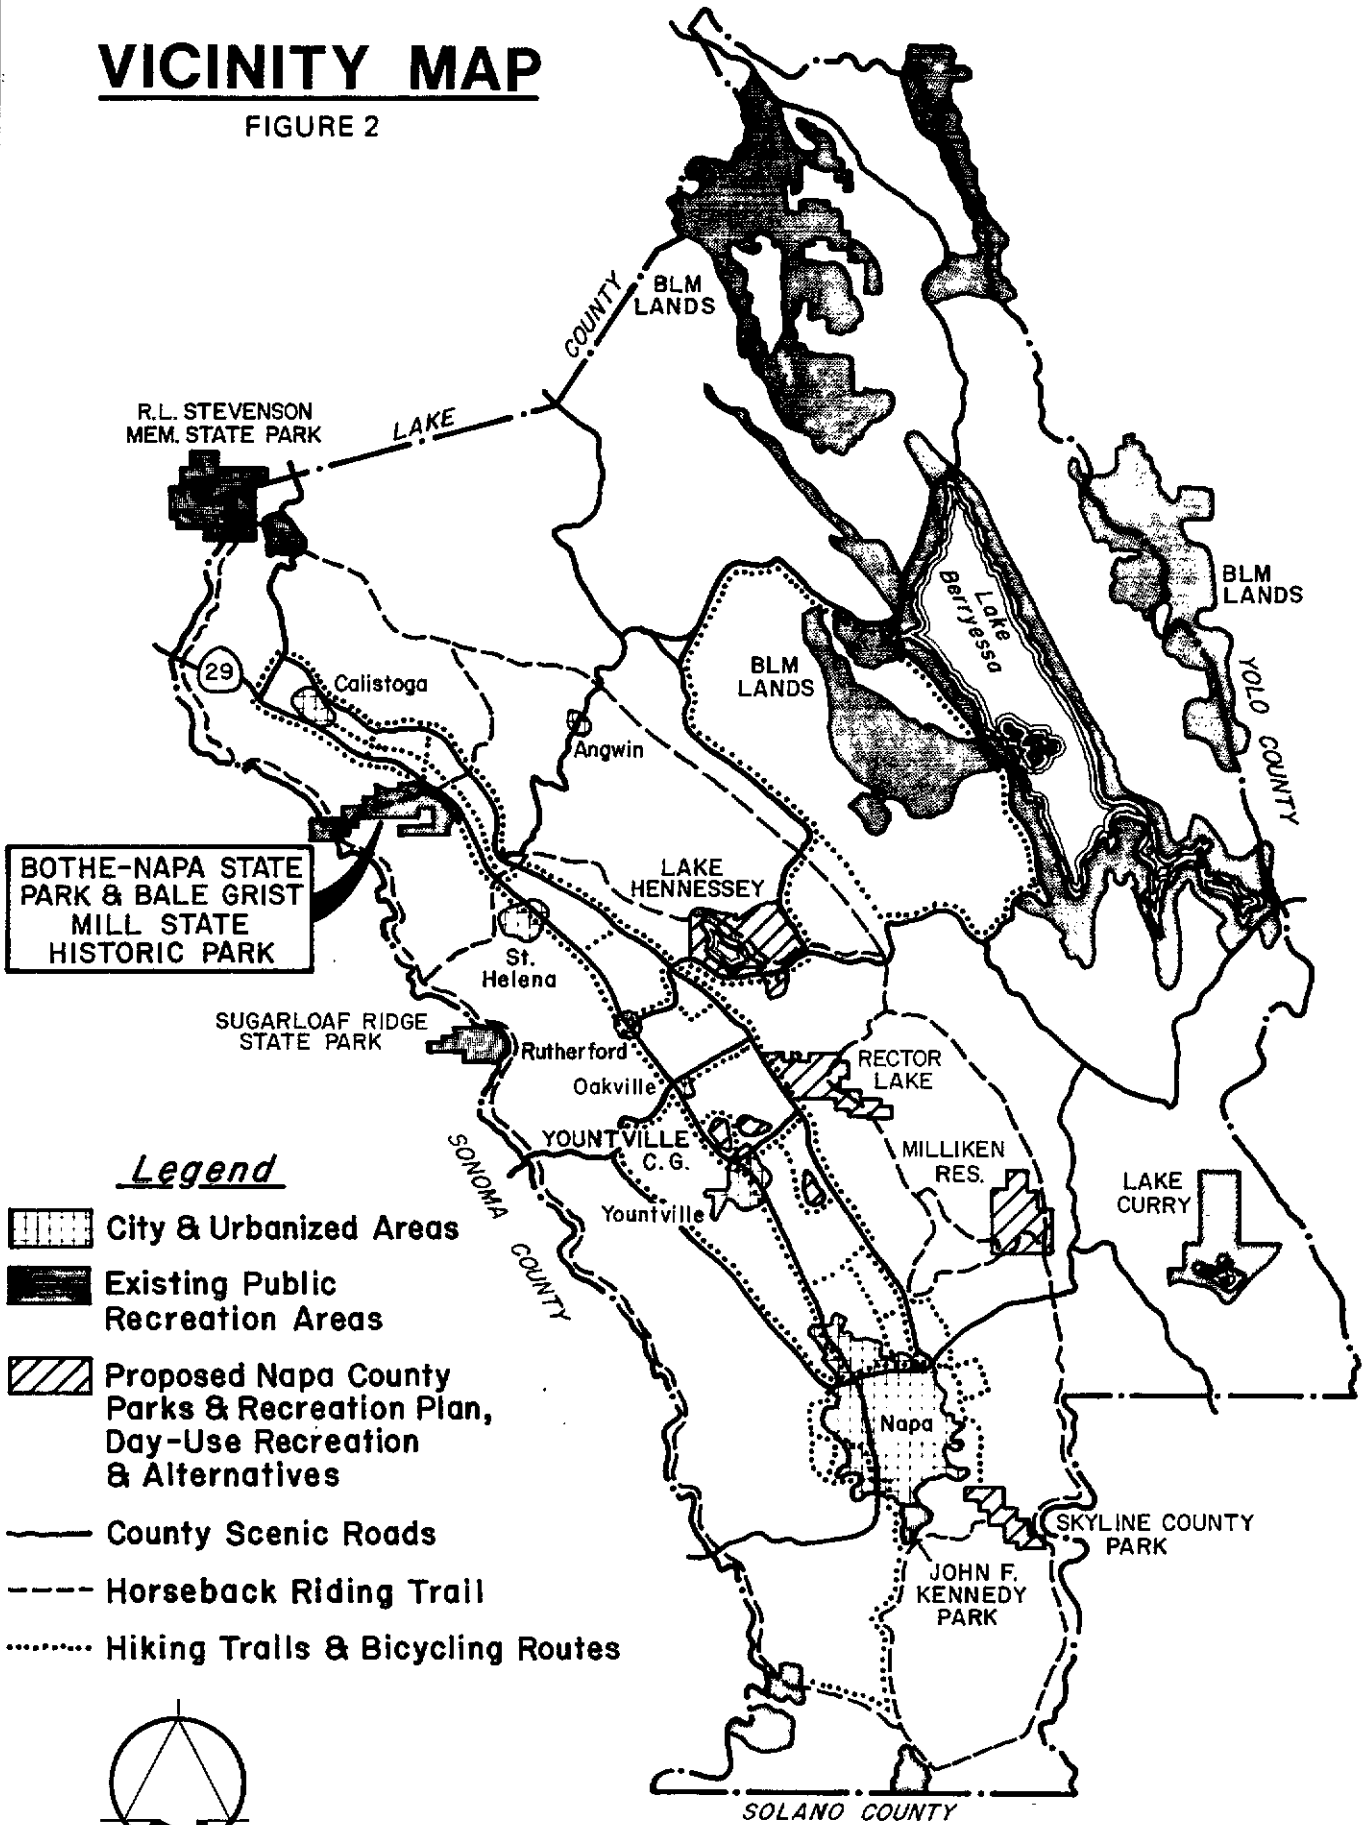 VICINITY MAP
FIGURE 2
BLM
LANDS
COUNTY
LAKE
R.L. STEVENSON
MEM. STATE PARK
BLM
LANDS
Lake
Berryessa
BLM
LANDS
YOLO COUNTY
29
Calistoga
Angwin
BOTHE-NAPA STATE
PARK & BALE GRIST
MILL STATE
HISTORIC PARK
LAKE
HENNESSEY
St.
Helena
SUGARLOAF RIDGE
STATE PARK
Rutherford
Oakville
RECTOR
LAKE
YOUNTVILLE
C.G.
MILLIKEN
RES.
LAKE
CURRY
Yountville
SONOMA
COUNTY
Napa
SKYLINE COUNTY
PARK
JOHN F.
KENNEDY
PARK
SOLANO COUNTY
Legend
City & Urbanized Areas
Existing Public
Recreation Areas
Proposed Napa County
Parks & Recreation Plan,
Day-Use Recreation
& Alternatives
County Scenic Roads
Horseback Riding Trail
Hiking Trails & Bicycling Routes